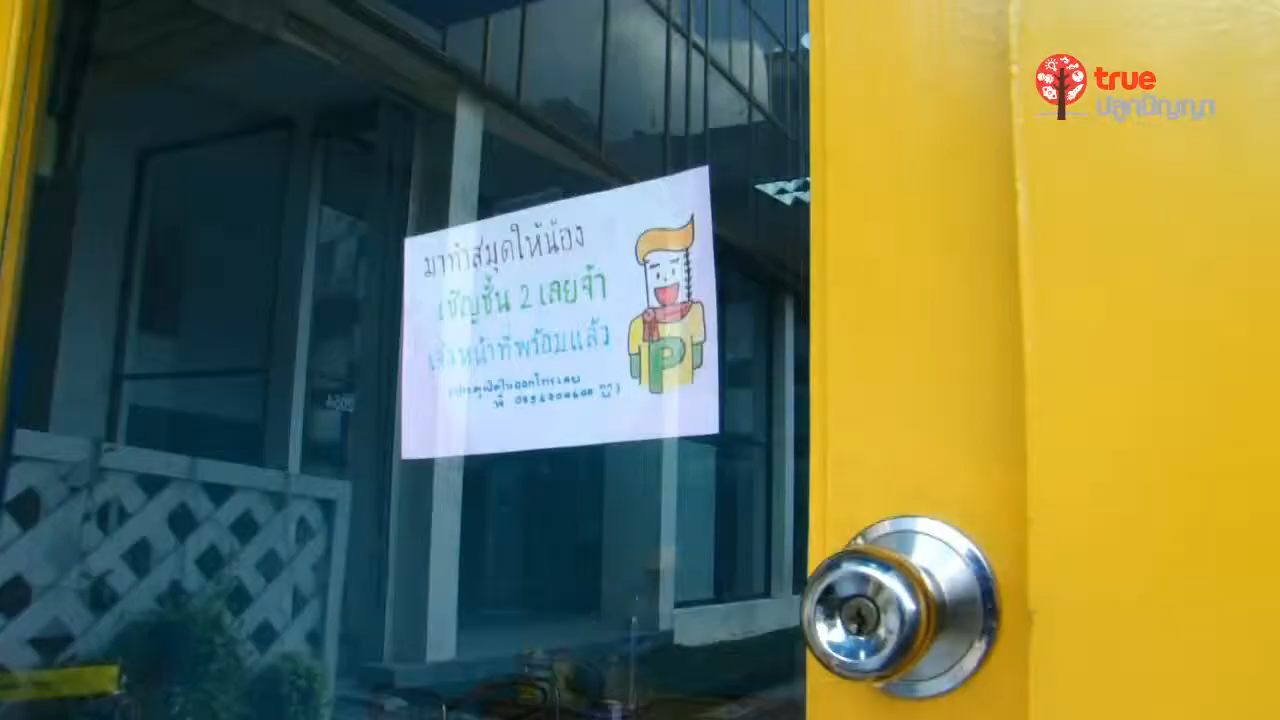 true
ปลูกปัญญา
มาทำสมุดให้น้อง
เชิญชั้น 2 เลยจ้า
เจ้าหน้าที่พร้อมแล้ว
P